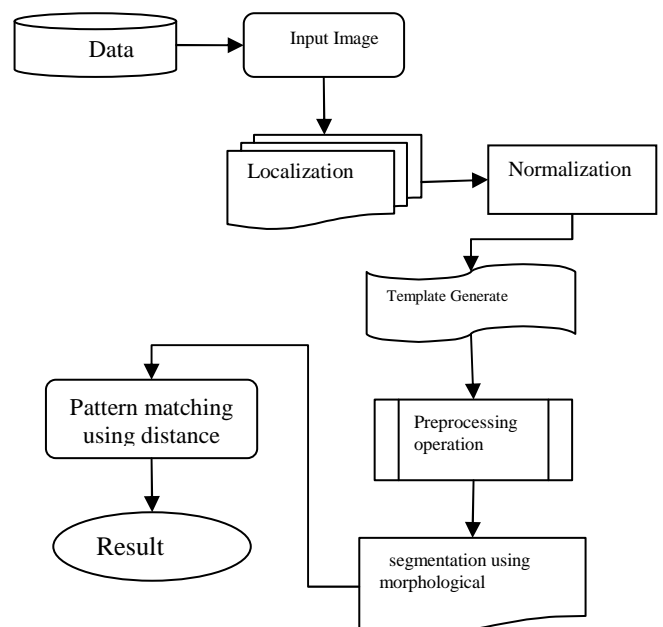 Data
Input Image
Localization
Normalization
Template Generate
Preprocessing
operation
segmentation using
morphological
Pattern matching
using distance
Result